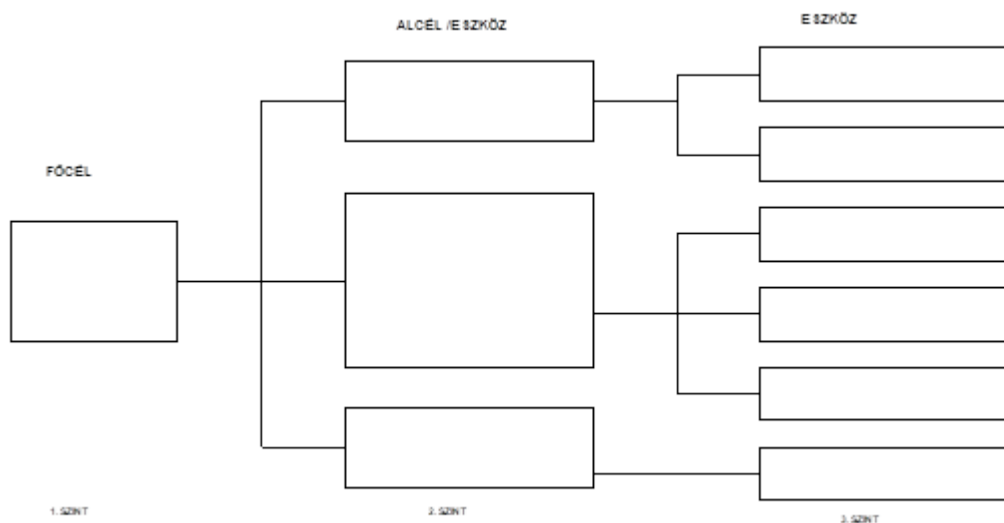 ALCÉL /ESZKÖZ
ESZKÖZ
FŐCÉL
1. SZINT
2. SZINT
3. SZINT